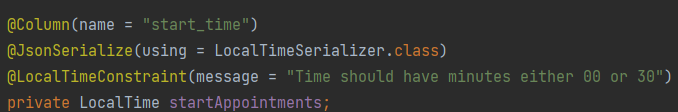 @Column(name = "start_time")
@JsonSerialize(using = LocalTimeSerializer.class)
@LocalTimeConstraint(message = "Time should have minutes either 00 or 30")
private LocalTime startAppointments;